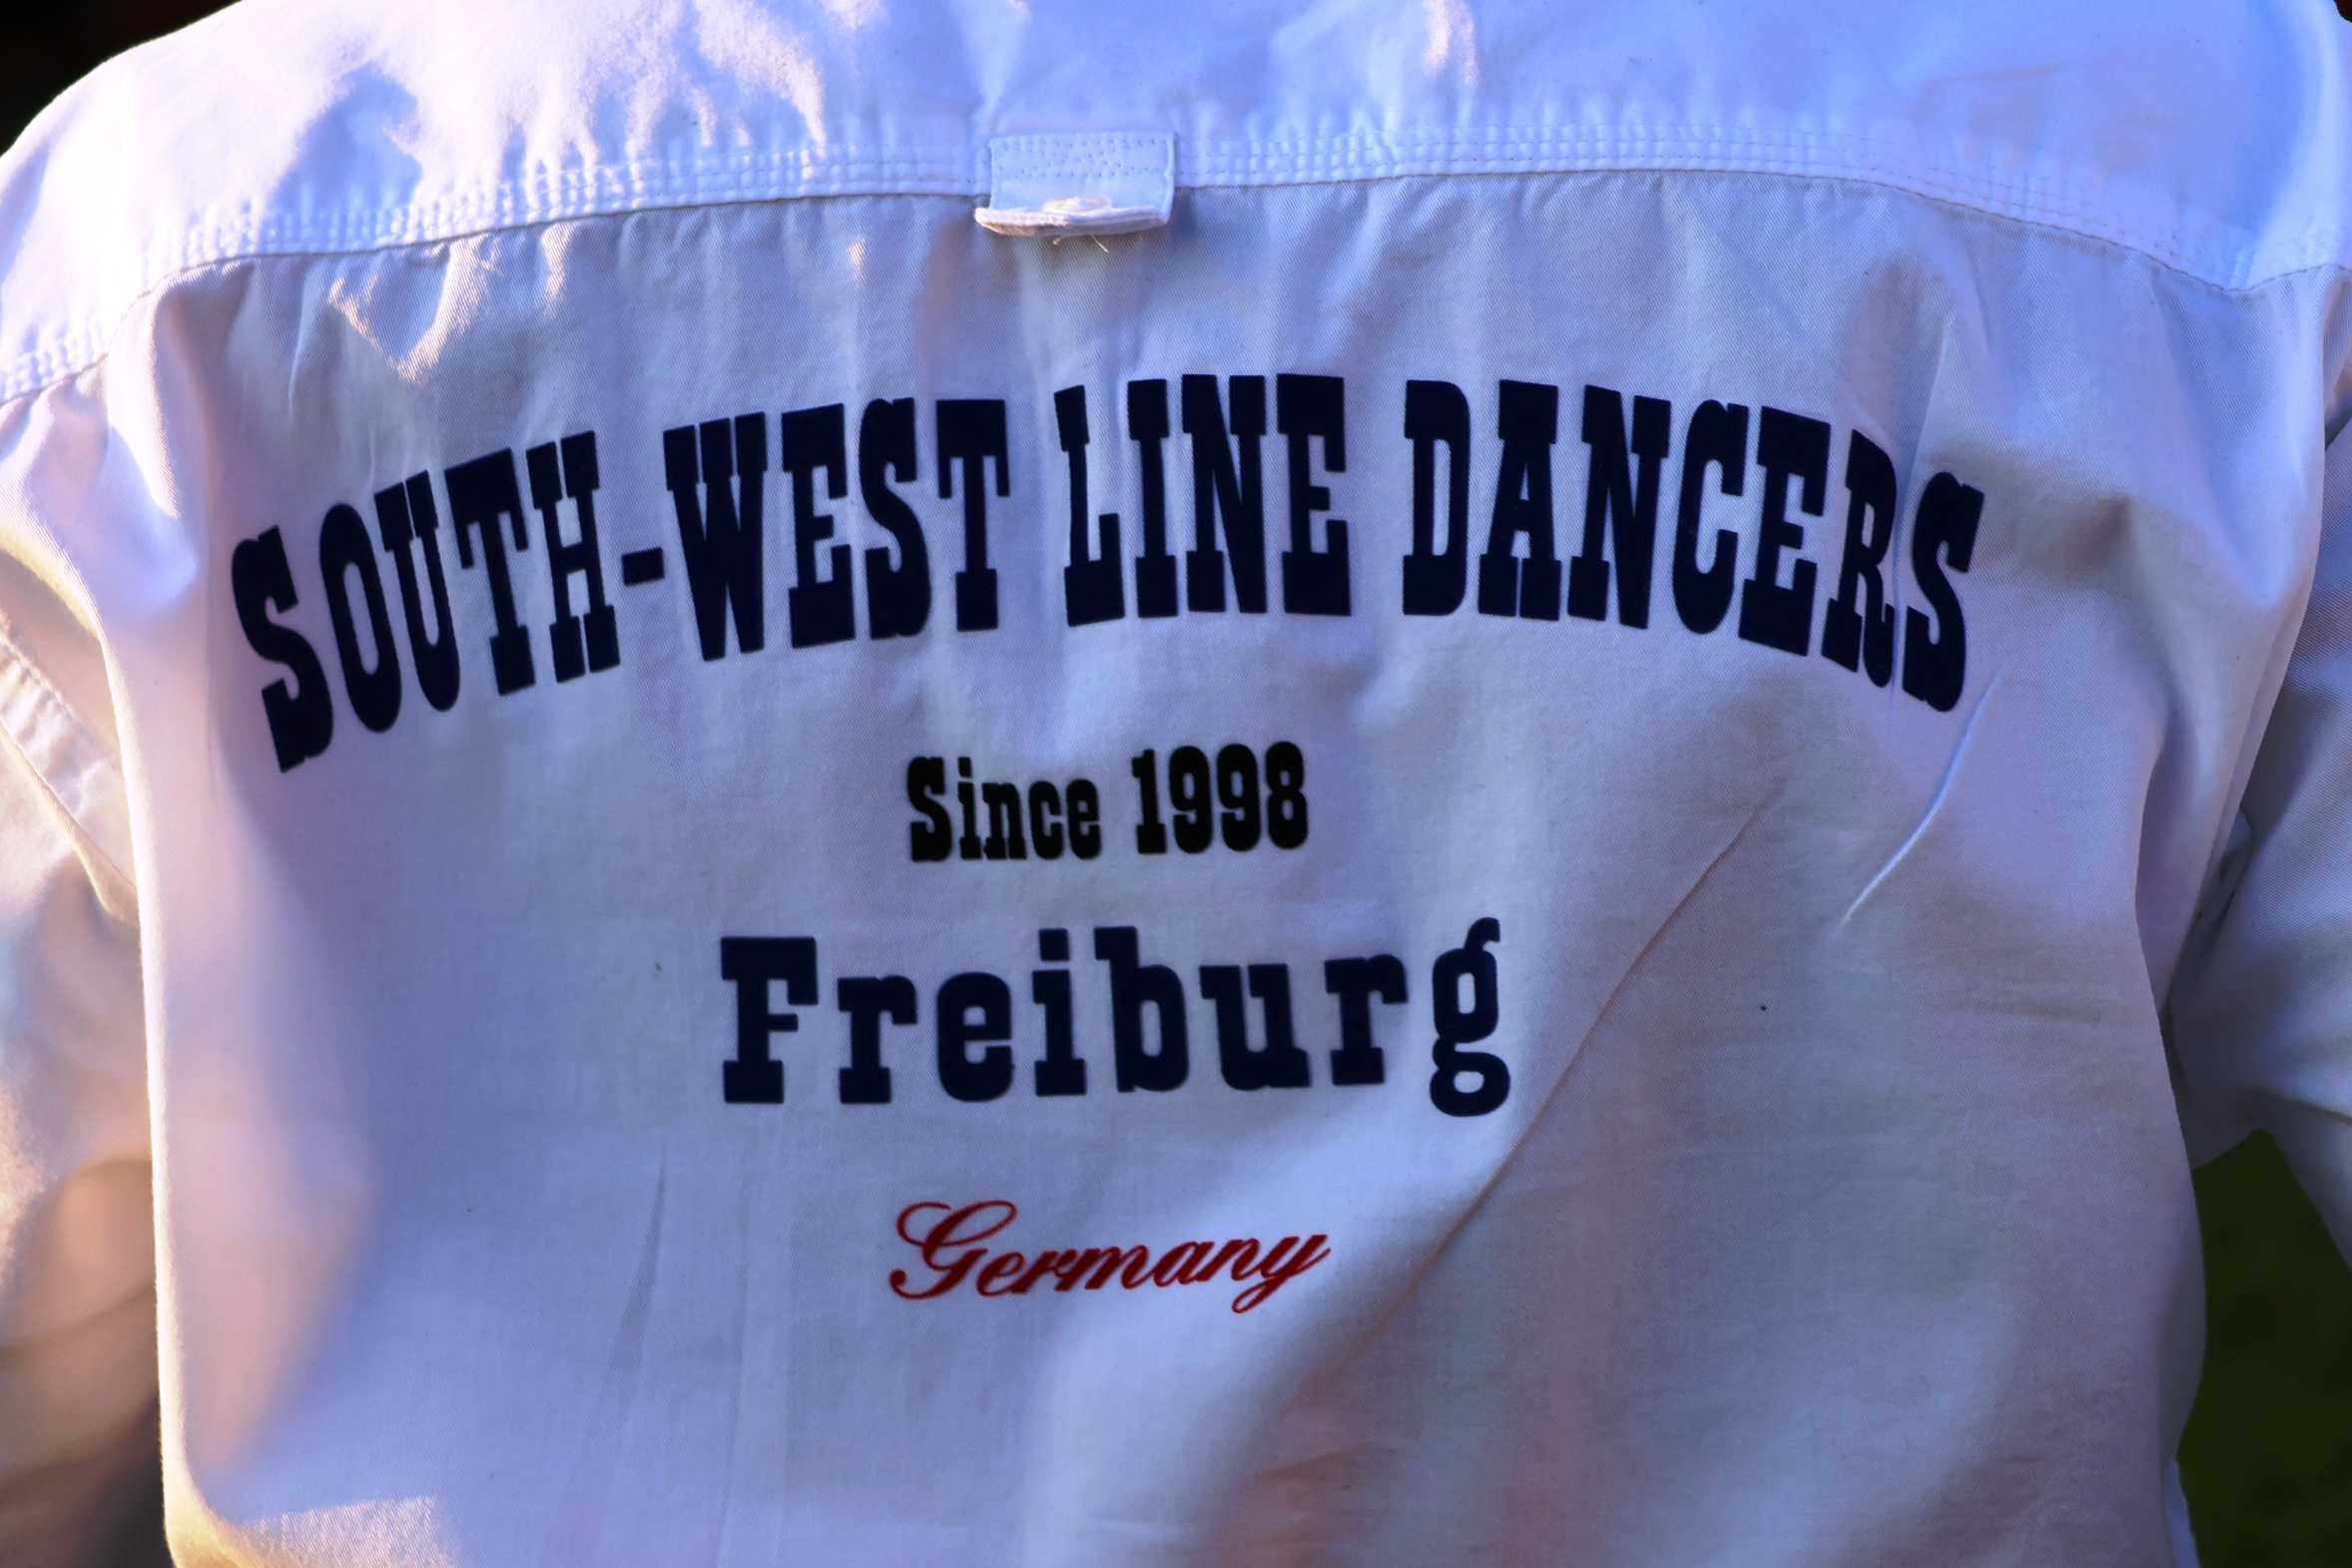 SOUTH-WEST LINE DANCERS
Since 1998
Freiburg
Germany